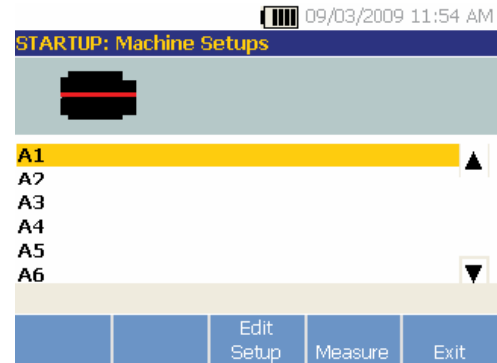 09/03/2009 11:54 AM
STARTUP: Machine Setups
A1
A2
A3
A4
A5
A6
Edit
Setup
Measure
Exit